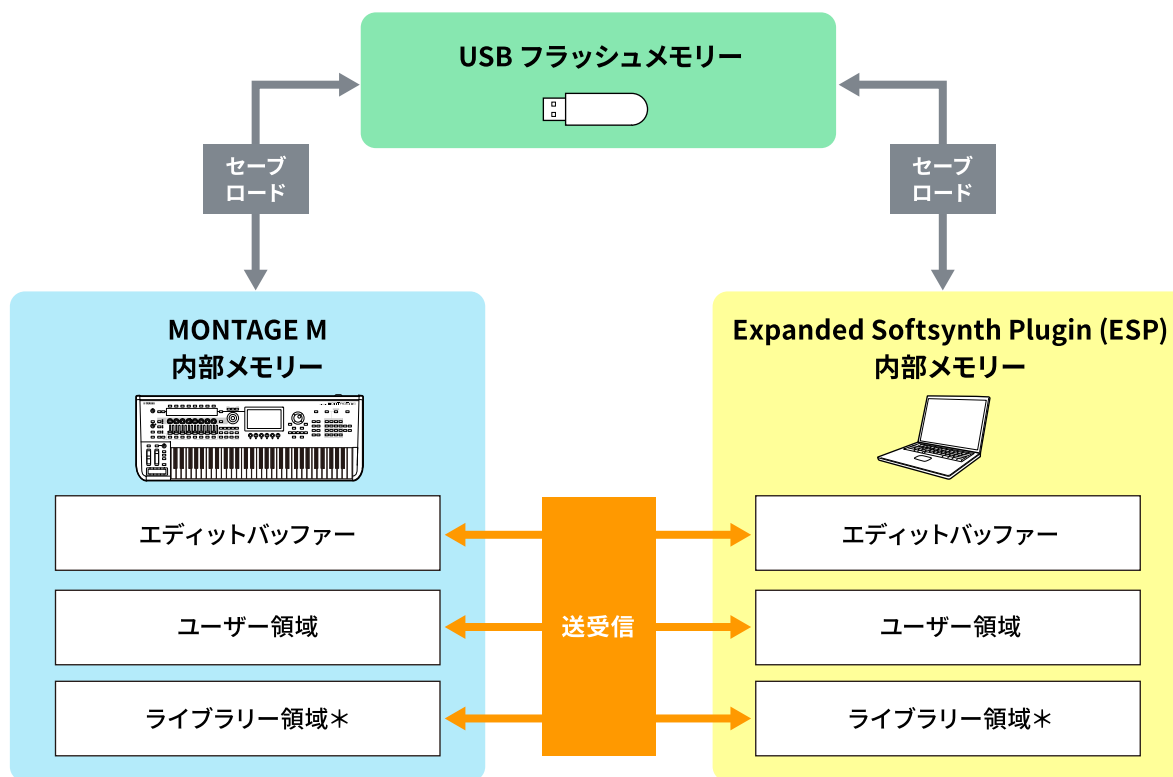 USB フラッシュメモリー
セーブ
ロード
セーブ
ロード
MONTAGE M
内部メモリー
Expanded Softsynth Plugin (ESP)
内部メモリー
エディットバッファー
エディットバッファー
ユーザー領域
送受信
ユーザー領域
ライブラリー領域＊
ライブラリー領域＊